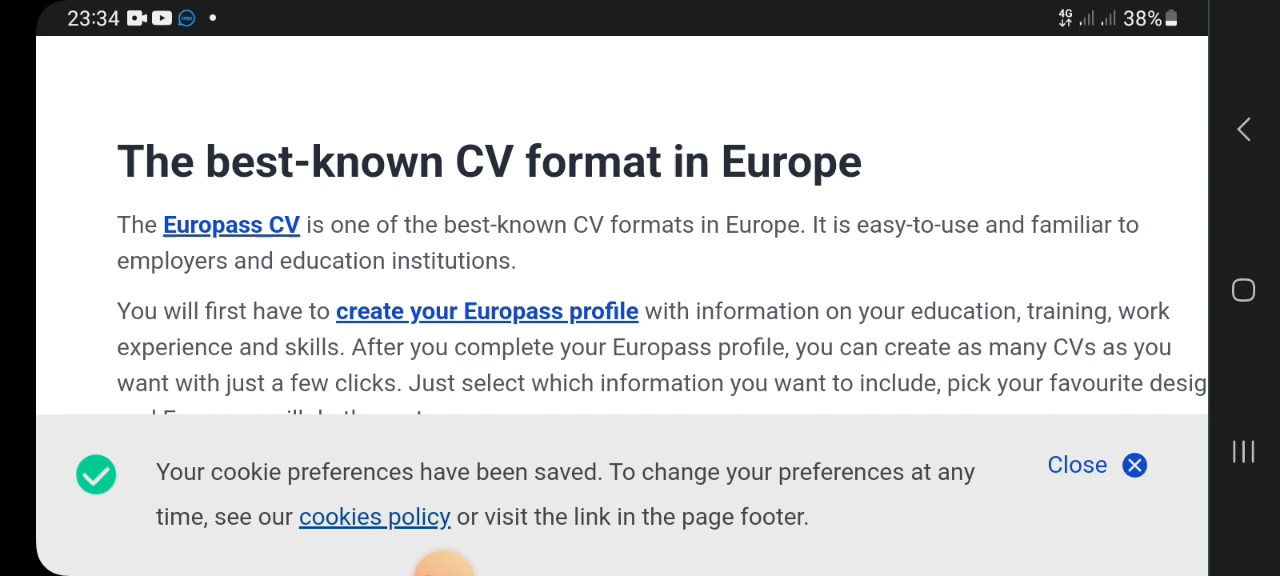 23:34
4G 38%
The best-known CV format in Europe
The Europass CV is one of the best-known CV formats in Europe. It is easy-to-use and familiar to
employers and education institutions.
You will first have to create your Europass profile with information on your education, training, work
experience and skills. After you complete your Europass profile, you can create as many CVs as you
want with just a few clicks. Just select which information you want to include, pick your favourite desig
Your cookie preferences have been saved. To change your preferences at any
time, see our cookies policy or visit the link in the page footer.
Close